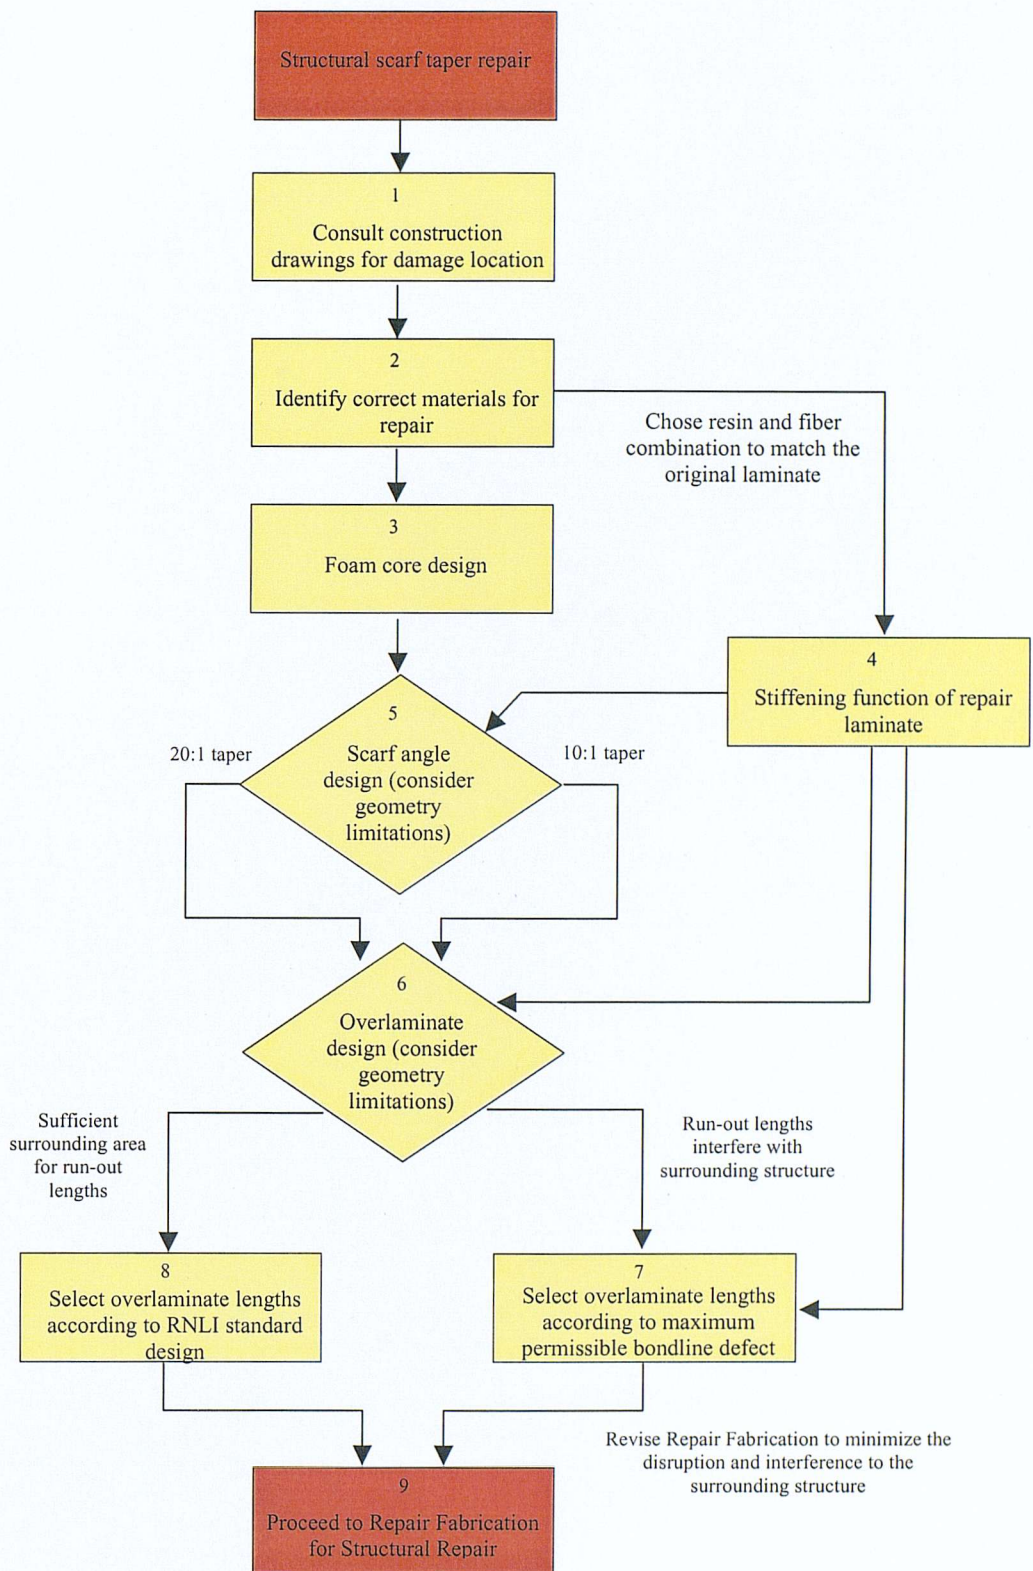 Structural scarf taper repair
1
Consult construction
drawings for damage location
2
Identify correct materials for
repair
Chose resin and fiber
combination to match the
original laminate
3
Foam core design
4
Stiffening function of repair
laminate
5
Scarf angle
design (consider
geometry
limitations)
20:1 taper
10:1 taper
6
Overlaminate
design (consider
geometry
limitations)
Sufficient
surrounding area
for run-out
lengths
Run-out lengths
interfere with
surrounding structure
8
Select overlaminate lengths
according to RNLI standard
design
7
Select overlaminate lengths
according to maximum
permissible bondline defect
Revise Repair Fabrication to minimize the
disruption and interference to the
surrounding structure
9
Proceed to Repair Fabrication
for Structural Repair